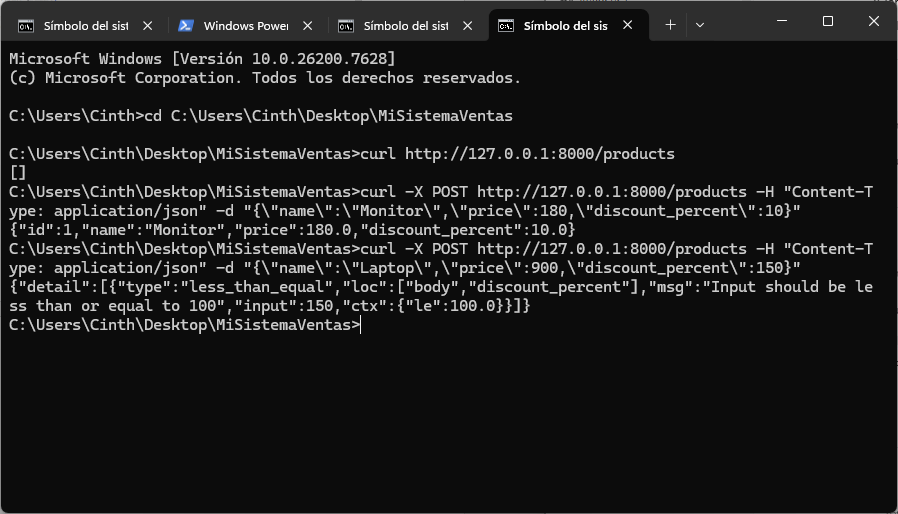 Símbolo del sist
Windows Power
Símbolo del sist
Símbolo del sis
Microsoft Windows [Versión 10.0.26200.7628]
(c) Microsoft Corporation. Todos los derechos reservados.
C:\Users\Cinth>cd C:\Users\Cinth\Desktop\MiSistemaVentas
C:\Users\Cinth\Desktop\MiSistemaVentas>curl http://127.0.0.1:8000/products
[]
C:\Users\Cinth\Desktop\MiSistemaVentas>curl -X POST http://127.0.0.1:8000/products -H "Content-T
ype: application/json" -d "{\"name\":\"Monitor\",\"price\":180,\"discount_percent\":10}"
{"id":1,"name":"Monitor","price":180.0,"discount_percent":10.0}
C:\Users\Cinth\Desktop\MiSistemaVentas>curl -X POST http://127.0.0.1:8000/products -H "Content-T
ype: application/json" -d "{\"name\":\"Laptop\",\"price\":900,\"discount_percent\":150}"
{"detail":[{"type":"less_than_equal","loc":["body","discount_percent"],"msg":"Input should be le
ss than or equal to 100","input":150,"ctx":{"le":100.0}}]}
C:\Users\Cinth\Desktop\MiSistemaVentas>